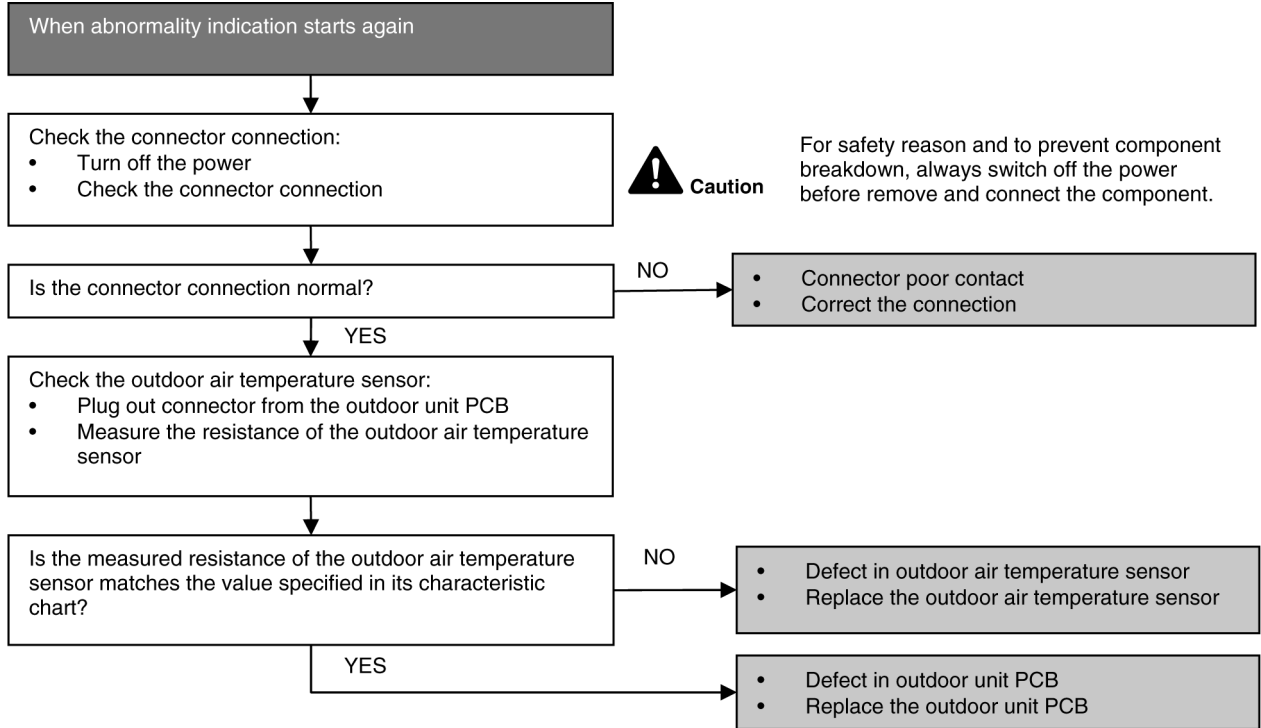 When abnormality indication starts again
Check the connector connection:
• Turn off the power
• Check the connector connection
Caution
For safety reason and to prevent component
breakdown, always switch off the power
before remove and connect the component.
Is the connector connection normal?
NO
• Connector poor contact
• Correct the connection
YES
Check the outdoor air temperature sensor:
• Plug out connector from the outdoor unit PCB
• Measure the resistance of the outdoor air temperature
sensor
Is the measured resistance of the outdoor air temperature
sensor matches the value specified in its characteristic
chart?
NO
• Defect in outdoor air temperature sensor
• Replace the outdoor air temperature sensor
YES
• Defect in outdoor unit PCB
• Replace the outdoor unit PCB